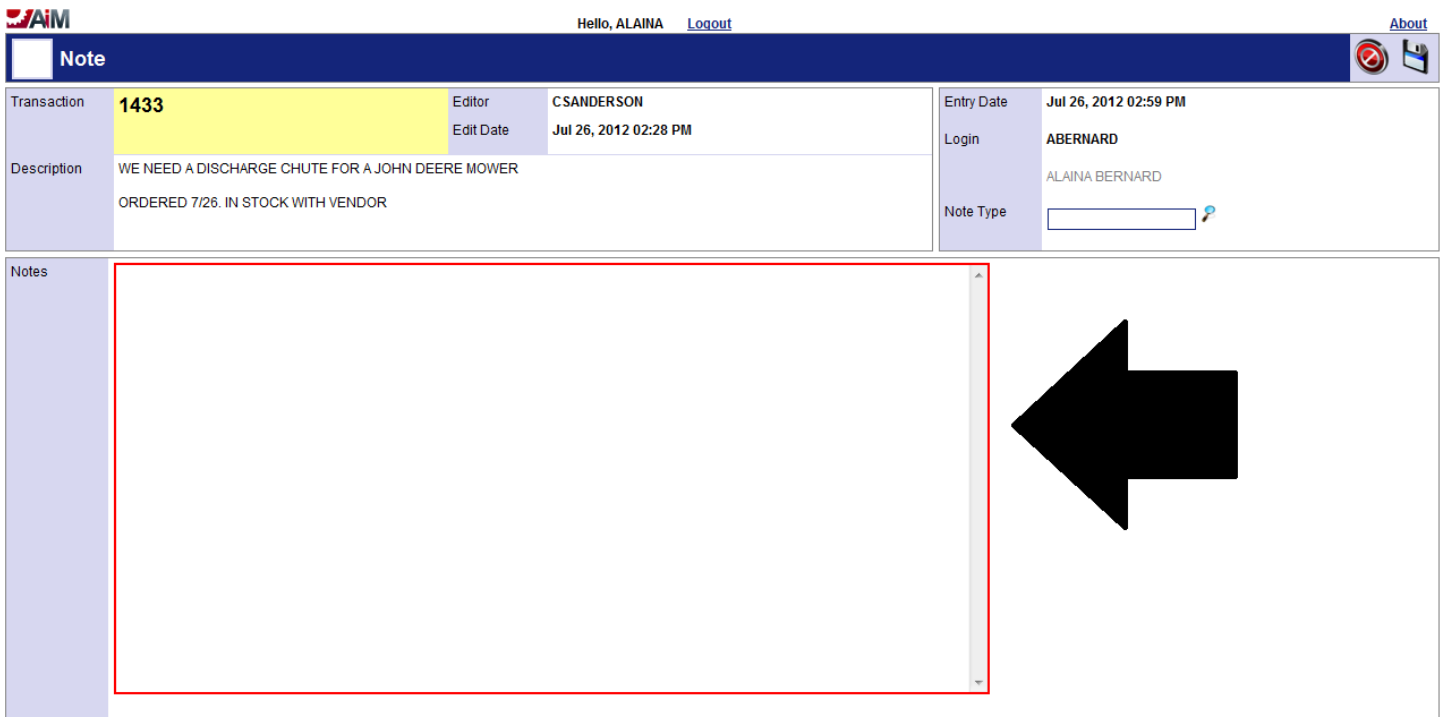 AiM
Hello, ALAINA Logout About
Note
Transaction 1433 Editor CSANDERSON Entry Date Jul 26, 2012 02:59 PM
Edit Date Jul 26, 2012 02:28 PM
Login ABERNARD
Description WE NEED A DISCHARGE CHUTE FOR A JOHN DEERE MOWER
ALAINA BERNARD
ORDERED 7/26. IN STOCK WITH VENDOR
Note Type
Notes